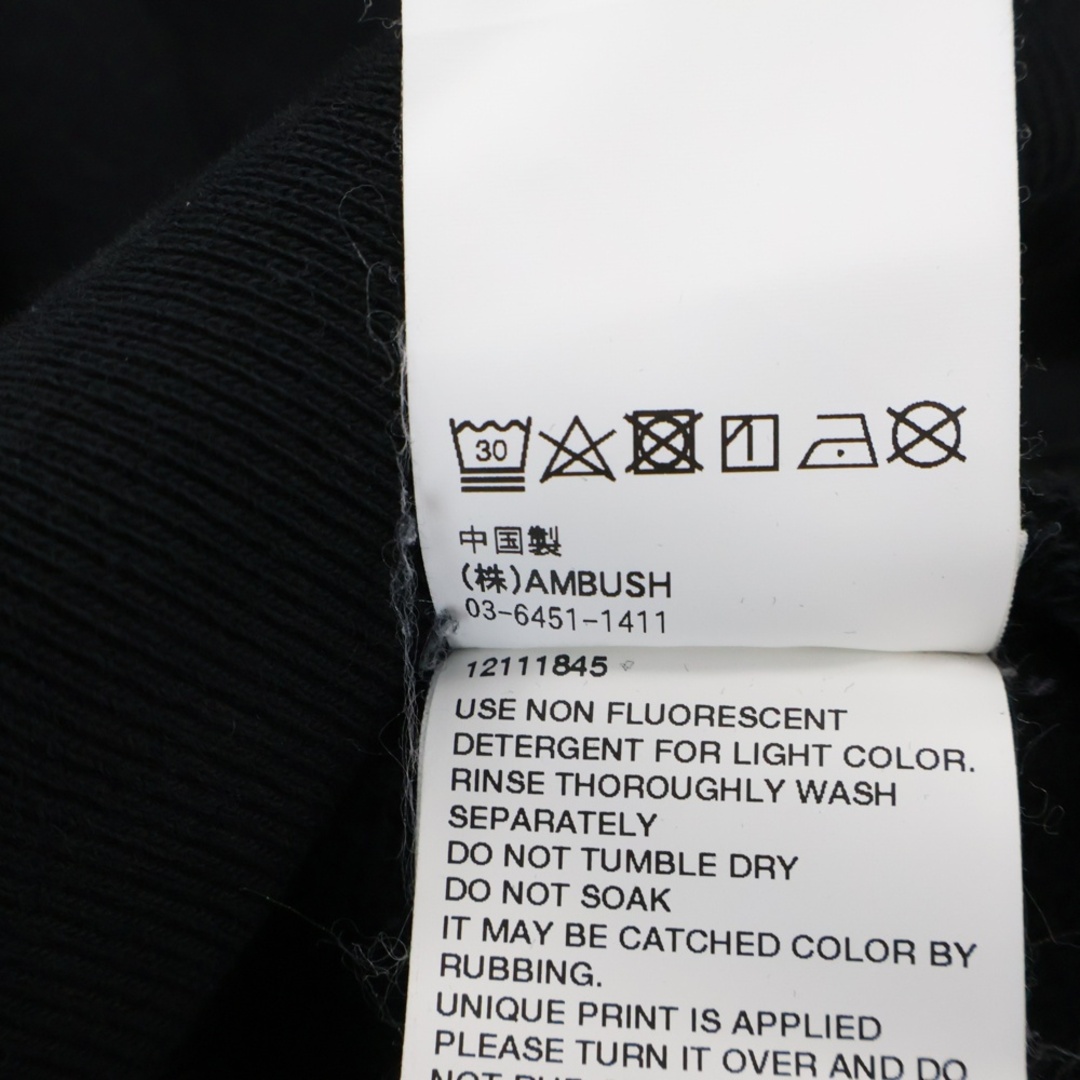 30
中国製
(株)AMBUSH
03-6451-1411
12111845
USE NON FLUORESCENT
DETERGENT FOR LIGHT COLOR.
RINSE THOROUGHLY WASH
SEPARATELY
DO NOT TUMBLE DRY
DO NOT SOAK
IT MAY BE CATCHED COLOR BY
RUBBING.
UNIQUE PRINT IS APPLIED
PLEASE TURN IT OVER AND DO
NOT